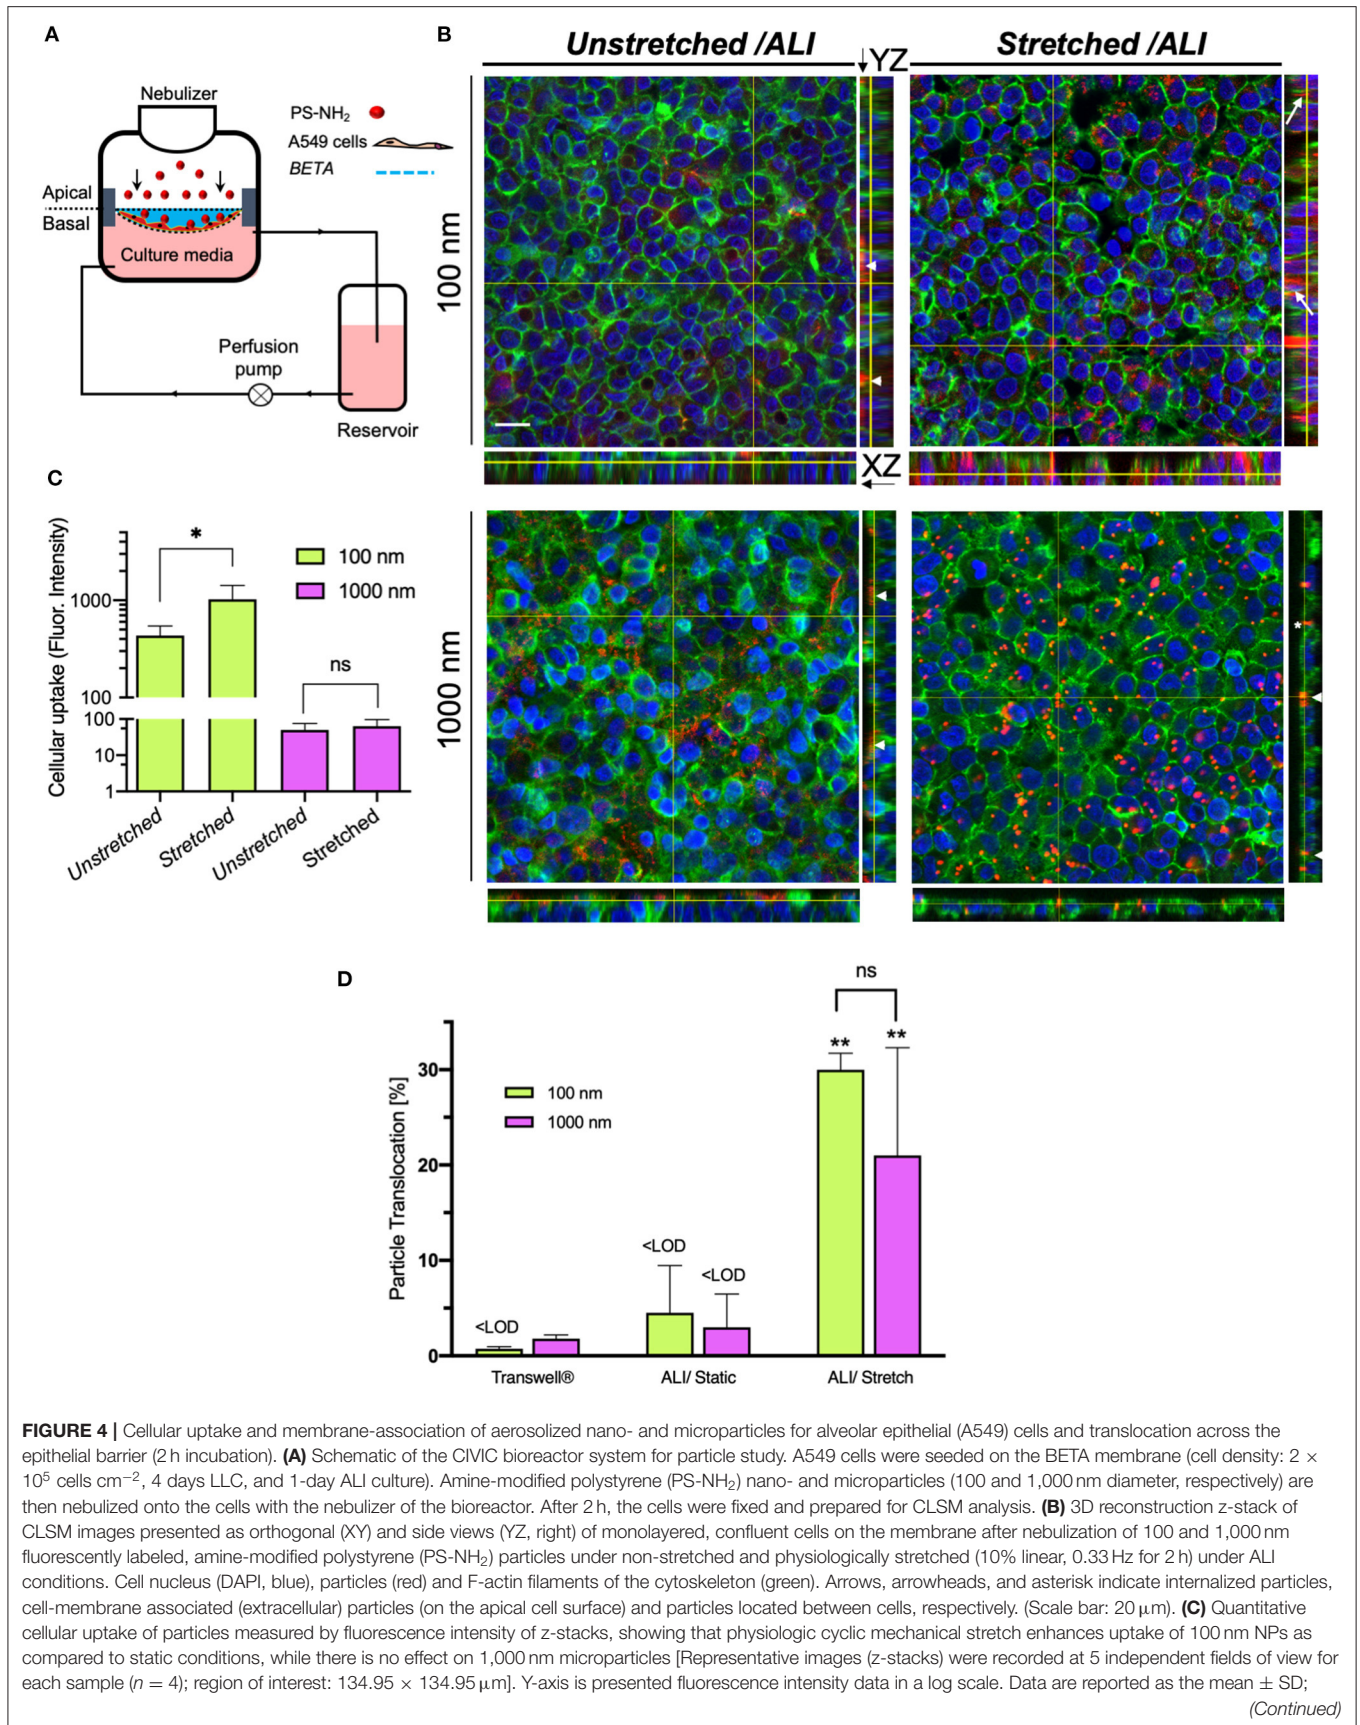 A
Nebulizer
PS-NH2
A549 cells
BETA
Apical
Basal
Culture media
Perfusion
pump
Reservoir
B
Unstretched /ALI
YZ
Stretched /ALI
100 nm
XZ
1000 nm
*
C
Cellular uptake (Fluor. Intensity)
*
100 nm
1000 nm
1000
100
ns
100
10
1
Unstretched
Stretched
Unstretched
Stretched
D
ns
**
**
Particle Translocation [%]
30
20
10
0
100 nm
1000 nm
<LOD
<LOD
<LOD
Transwell®
ALI/ Static
ALI/ Stretch
FIGURE 4 | Cellular uptake and membrane-association of aerosolized nano- and microparticles for alveolar epithelial (A549) cells and translocation across the
epithelial barrier (2 h incubation). (A) Schematic of the CIVIC bioreactor system for particle study. A549 cells were seeded on the BETA membrane (cell density: 2 ×
10⁵ cells cm⁻², 4 days LLC, and 1-day ALI culture). Amine-modified polystyrene (PS-NH₂) nano- and microparticles (100 and 1,000 nm diameter, respectively) are
then nebulized onto the cells with the nebulizer of the bioreactor. After 2 h, the cells were fixed and prepared for CLSM analysis. (B) 3D reconstruction z-stack of
CLSM images presented as orthogonal (XY) and side views (YZ, right) of monolayered, confluent cells on the membrane after nebulization of 100 and 1,000 nm
fluorescently labeled, amine-modified polystyrene (PS-NH₂) particles under non-stretched and physiologically stretched (10% linear, 0.33 Hz for 2 h) under ALI
conditions. Cell nucleus (DAPI, blue), particles (red) and F-actin filaments of the cytoskeleton (green). Arrows, arrowheads, and asterisk indicate internalized particles,
cell-membrane associated (extracellular) particles (on the apical cell surface) and particles located between cells, respectively. (Scale bar: 20 μm). (C) Quantitative
cellular uptake of particles measured by fluorescence intensity of z-stacks, showing that physiologic cyclic mechanical stretch enhances uptake of 100 nm NPs as
compared to static conditions, while there is no effect on 1,000 nm microparticles [Representative images (z-stacks) were recorded at 5 independent fields of view for
each sample (n = 4); region of interest: 134.95 × 134.95 μm]. Y-axis is presented fluorescence intensity data in a log scale. Data are reported as the mean ± SD;
(Continued)